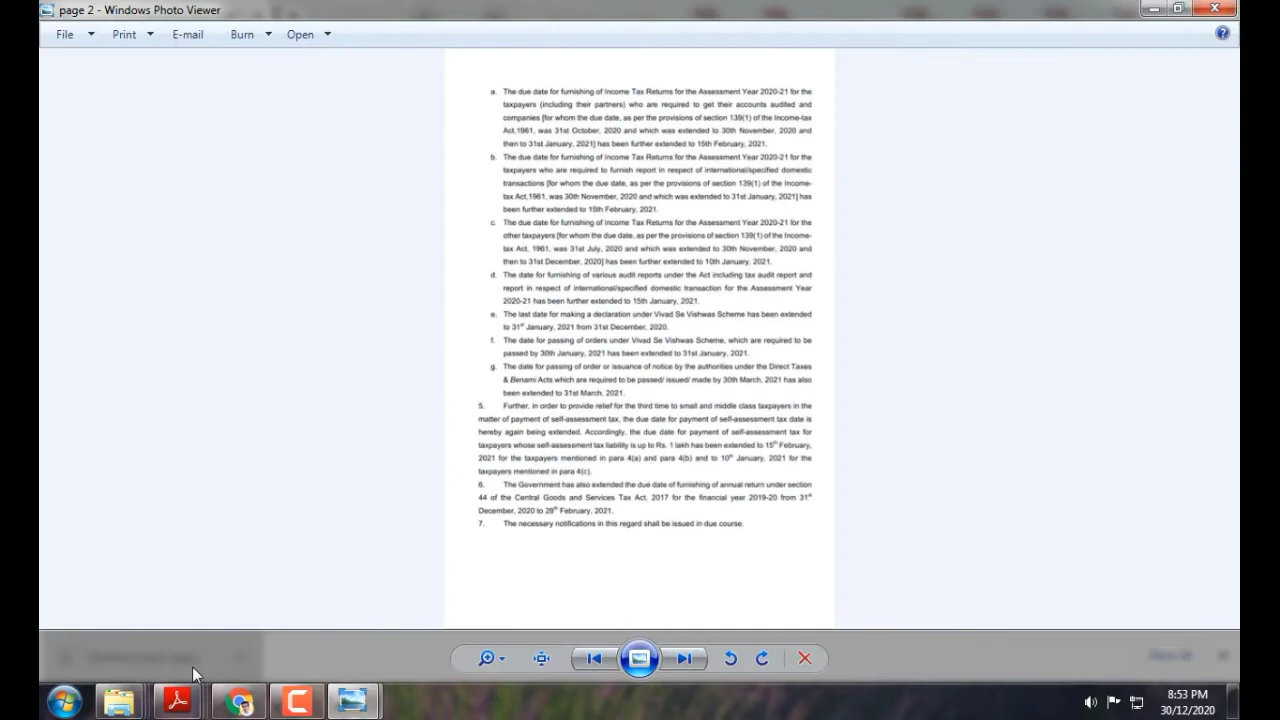 page 2 - Windows Photo Viewer
File Print E-mail Burn Open
a. The due date for furnishing of Income Tax Returns for the Assessment Year 2020-21 for the
taxpayers (including their partners) who are required to get their accounts audited and
companies [for whom the due date, as per the provisions of section 139(1) of the Income-tax
Act,1961, was 31st October, 2020 and which was extended to 30th November, 2020 and
then to 31st January, 2021] has been further extended to 15th February, 2021.
b. The due date for furnishing of Income Tax Returns for the Assessment Year 2020-21 for the
taxpayers who are required to furnish report in respect of international/specified domestic
transactions [for whom the due date, as per the provisions of section 139(1) of the Income-
tax Act,1961, was 30th November, 2020 and which was extended to 31st January, 2021] has
been further extended to 15th February, 2021.
c. The due date for furnishing of Income Tax Returns for the Assessment Year 2020-21 for the
other taxpayers [for whom the due date, as per the provisions of section 139(1) of the Income-
tax Act, 1961, was 31st July, 2020 and which was extended to 30th November, 2020 and
then to 31st December, 2020] has been further extended to 10th January, 2021.
d. The date for furnishing of various audit reports under the Act including tax audit report and
report in respect of international/specified domestic transaction for the Assessment Year
2020-21 has been further extended to 15th January, 2021.
e. The last date for making a declaration under Vivad Se Vishwas Scheme has been extended
to 31st January, 2021 from 31st December, 2020.
f. The date for passing of orders under Vivad Se Vishwas Scheme, which are required to be
passed by 30th January, 2021 has been extended to 31st January, 2021.
g. The date for passing of order or issuance of notice by the authorities under the Direct Taxes
& Benami Acts which are required to be passed/ issued/ made by 30th March, 2021 has also
been extended to 31st March, 2021.
5. Further, in order to provide relief for the third time to small and middle class taxpayers in the
matter of payment of self-assessment tax, the due date for payment of self-assessment tax date is
hereby again being extended. Accordingly, the due date for payment of self-assessment tax for
taxpayers whose self-assessment tax liability is up to Rs. 1 lakh has been extended to 15th February,
2021 for the taxpayers mentioned in para 4(a) and para 4(b) and to 10th January, 2021 for the
taxpayers mentioned in para 4(c).
6. The Government has also extended the due date of furnishing of annual return under section
44 of the Central Goods and Services Tax Act, 2017 for the financial year 2019-20 from 31st
December, 2020 to 28th February, 2021.
7. The necessary notifications in this regard shall be issued in due course.
8:53 PM
30/12/2020